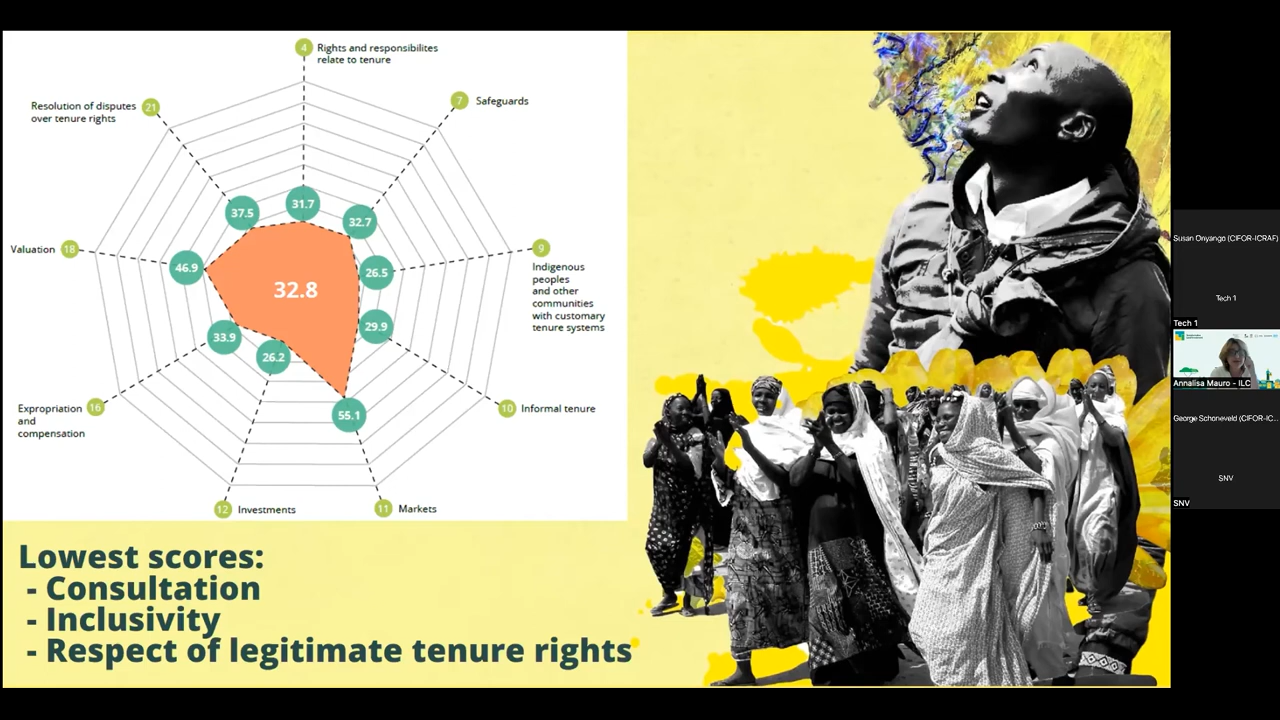 4
Rights and responsibilites
relate to tenure
7
Safeguards
21
Resolution of disputes
over tenure rights
31.7
37.5
32.7
9
Indigenous
peoples
and other
communities
with customary
tenure systems
Valuation
18
46.9
26.5
32.8
29.9
33.9
26.2
Expropriation
and
compensation
16
10
Informal tenure
55.1
12
Investments
11
Markets
Lowest scores:
- Consultation
- Inclusivity
- Respect of legitimate tenure rights
Susan Onyango (CIFOR-ICRAF)
Tech 1
Tech 1
Annalisa Mauro - ILC
George Schoneveld (CIFOR-IC...
SNV
SNV